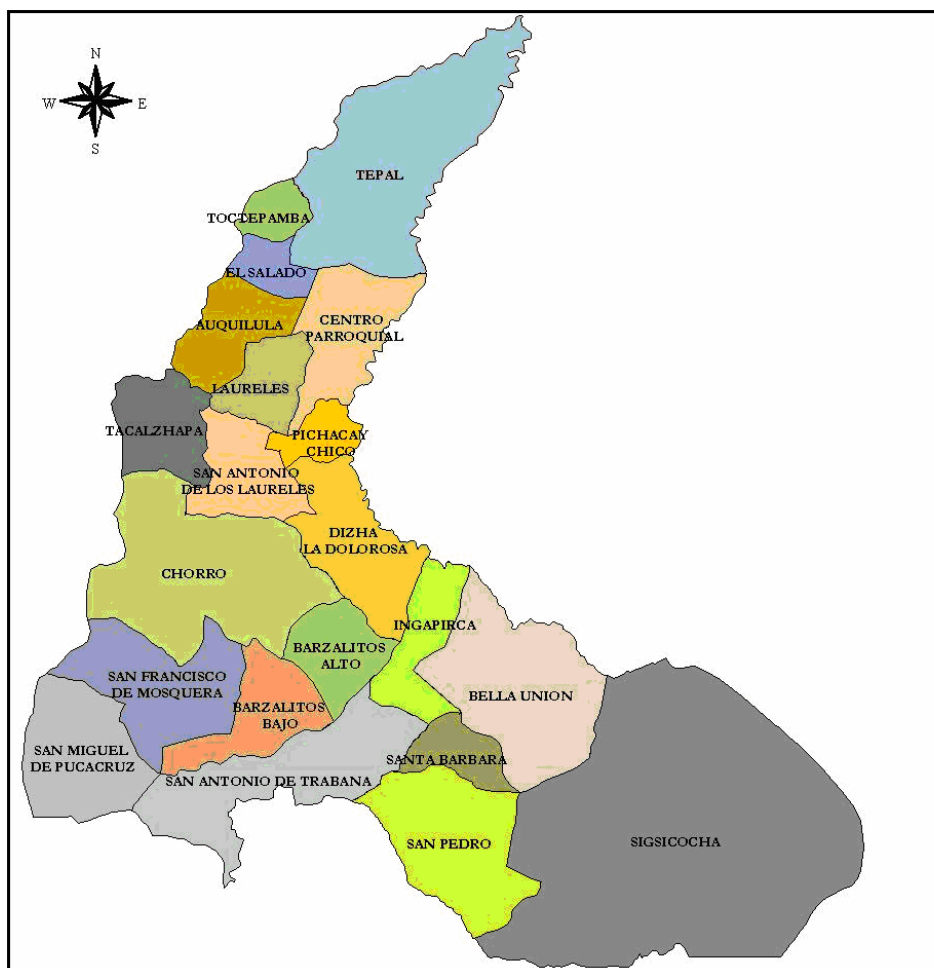 N
W E
S
TEPAL
TOCTEPAMBA
EL SALADO
AUQUILULA
CENTRO
PARROQUIAL
LAURELES
TACALZHAPA
PICHACAY
CHICO
SAN ANTONIO
DE LOS LAURELES
DIZHA
LA DOLOROSA
CHORRO
INGAPIRCA
BARZALITOS
ALTO
SAN FRANCISCO
DE MOSQUERA
BELLA UNION
BARZALITOS
BAJO
SAN MIGUEL
DE PUCACRUZ
SANTA BARBARA
SAN ANTONIO DE TRABANA
SAN PEDRO
SIGSICOCHA